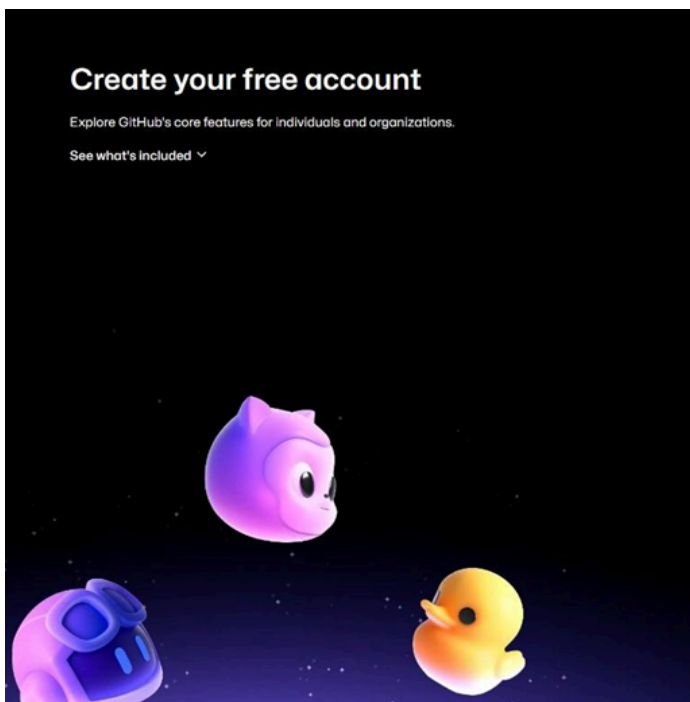 Create your free account
Explore GitHub's core features for individuals and organizations.
See what's included